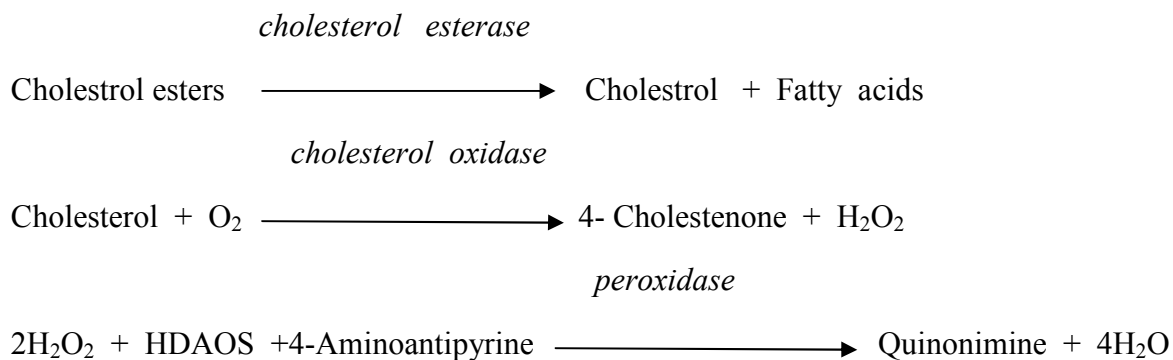 cholesterol esterase
Cholestrol esters ⟶ Cholestrol + Fatty acids
cholesterol oxidase
Cholesterol + O₂ ⟶ 4- Cholestenone + H₂O₂
peroxidase
2H₂O₂ + HDAOS +4-Aminoantipyrine ⟶ Quinonimine + 4H₂O